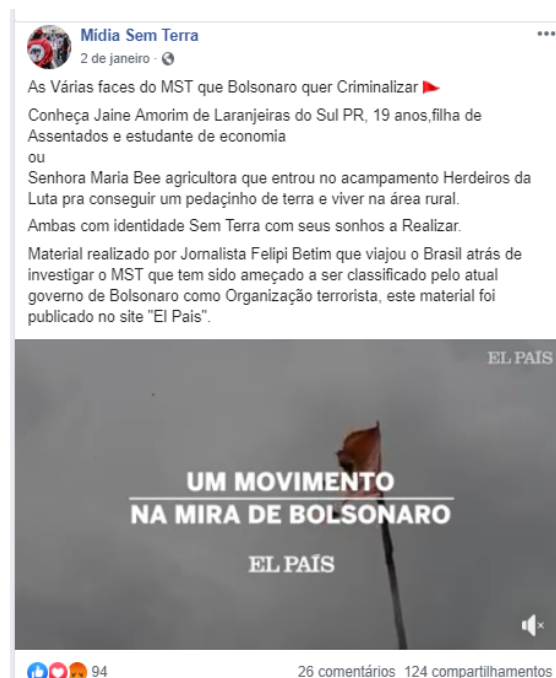 Mídia Sem Terra
2 de janeiro ·
As Várias faces do MST que Bolsonaro quer Criminalizar
Conheça Jaine Amorim de Laranjeiras do Sul PR, 19 anos,filha de
Assentados e estudante de economia
ou
Senhora Maria Bee agricultora que entrou no acampamento Herdeiros da
Luta pra conseguir um pedaçinho de terra e viver na área rural.
Ambas com identidade Sem Terra com seus sonhos a Realizar.
Material realizado por Jornalista Felipi Betim que viajou o Brasil atrás de
investigar o MST que tem sido ameçado a ser classificado pelo atual
governo de Bolsonaro como Organização terrorista, este material foi
publicado no site "El Pais".
EL PAÍS
UM MOVIMENTO
NA MIRA DE BOLSONARO
EL PAÍS
94 26 comentários 124 compartilhamentos